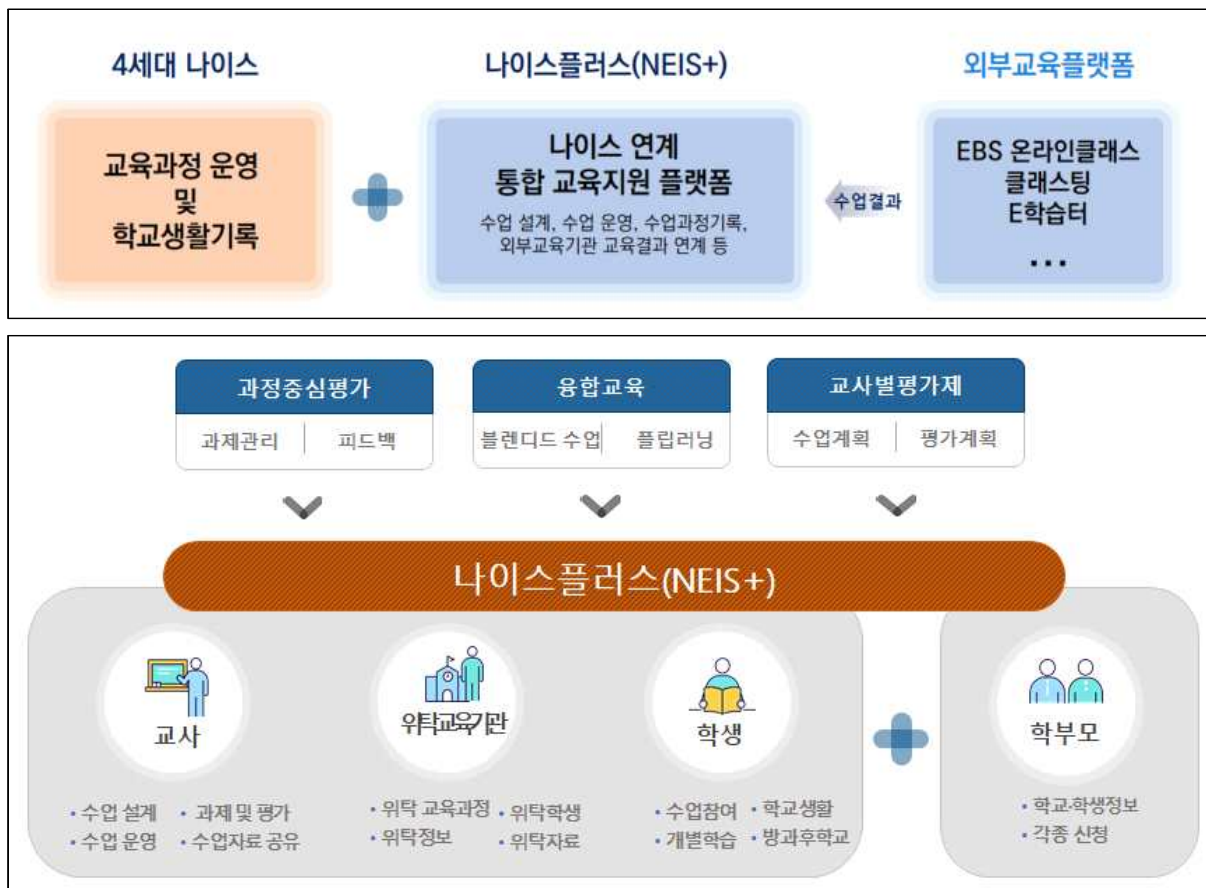 4세대 나이스
교육과정 운영
및
학교생활기록
나이스플러스(NEIS+)
나이스 연계
통합 교육지원 플랫폼
수업 설계, 수업 운영, 수업과정기록,
외부교육기관 교육결과 연계 등
수업결과
외부교육플랫폼
EBS 온라인클래스
클래스팅
E학습터
...
과정중심평가
과제관리
피드백
융합교육
블렌디드 수업
플립러닝
교사별평가제
수업계획
평가계획
나이스플러스(NEIS+)
교사
• 수업 설계 • 과제 및 평가
• 수업 운영 • 수업자료 공유
위탁교육기관
• 위탁 교육과정 • 위탁학생
• 위탁정보 • 위탁자료
학생
• 수업참여 • 학교생활
• 개별학습 • 방과후학교
학부모
• 학교·학생정보
• 각종 신청